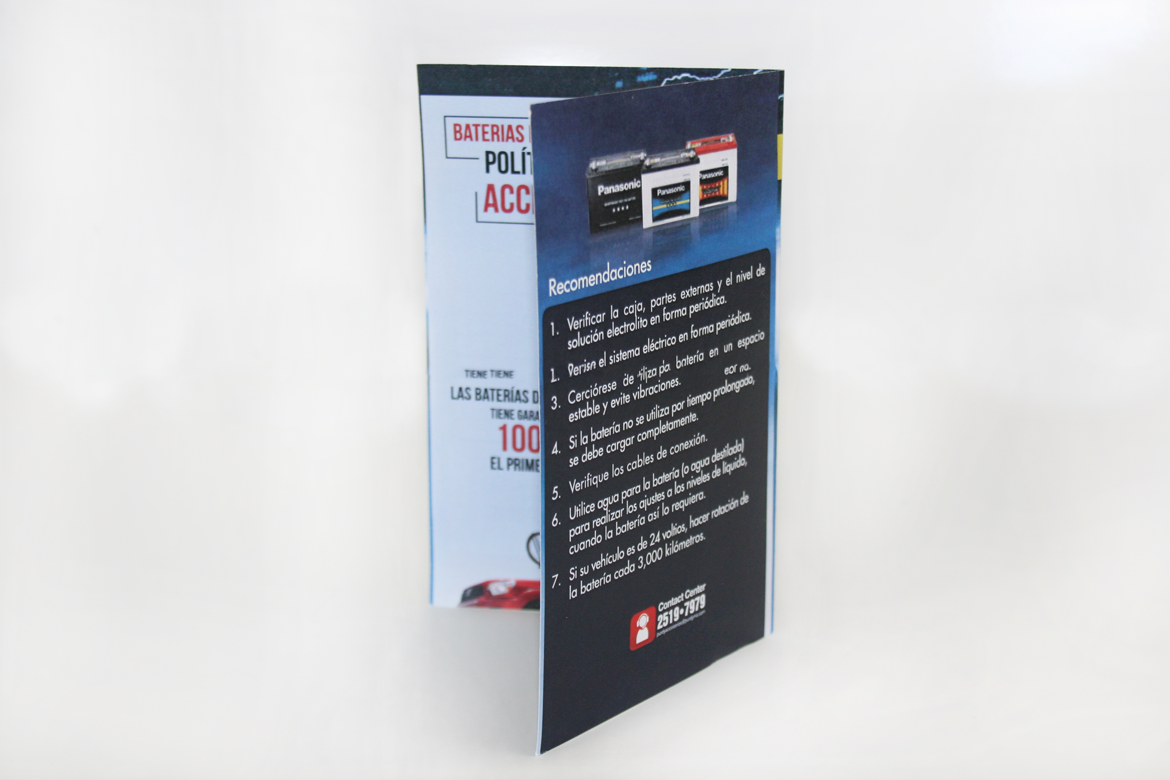 BATERIAS
POLÍT
ACC
TIENE TIENE
LAS BATERÍAS D
TIENE GARA
100
EL PRIME
Panasonic
Panasonic
Panasonic
Recomendaciones
1. Verificar la caja, partes externas y el nivel de
solución electrolito en forma periódica.
1. el sistema eléctrico en forma periódica.
3. Cerciórese de batería en un espacio
estable y evite vibraciones.
4. Si la batería no se utiliza por tiempo prolongado,
se debe cargar completamente.
5. Verifique los cables de conexión.
6. Utilice agua para la batería (o agua destilada)
para realizar los ajustes a los niveles de líquido,
cuando la batería así lo requiera.
7. Si su vehículo es de 24 voltios, hacer rotación de
la batería cada 3,000 kilómetros.
Contact Center
2519•7979